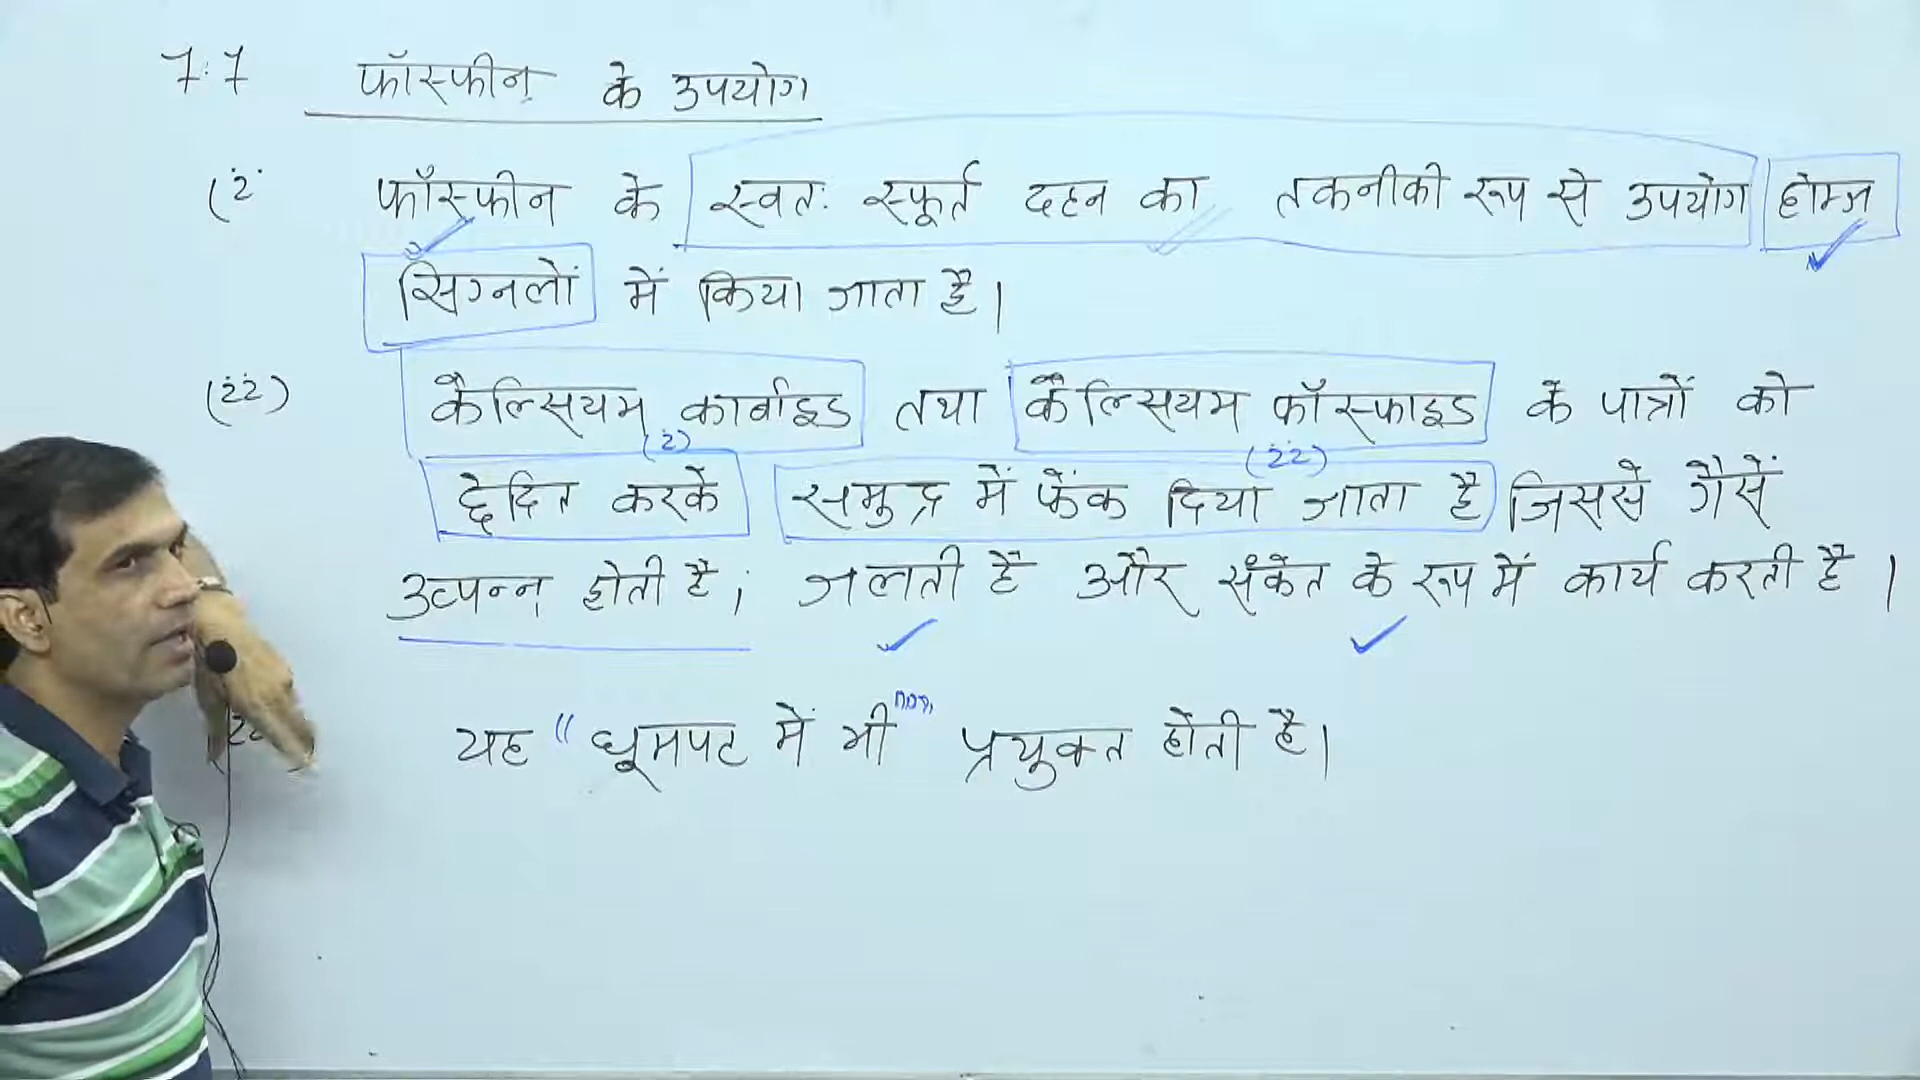 7.7 फॉस्फीन के उपयोग
(i फॉस्फीन के स्वतः स्फूर्त दहन का तकनीकी रूप से उपयोग होम्ज
सिग्नलों में किया जाता है।
(ii) कैल्सियम कार्बाइड तथा कैल्सियम फॉस्फाइड के पात्रों को
(i) (ii)
छेदित करके समुद्र में फेंक दिया जाता है जिससे गैसें
उत्पन्न होती है, जलती हैं और संकेत के रूप में कार्य करती हैं।
यह " धूमपट में भी प्रयुक्त होती है।